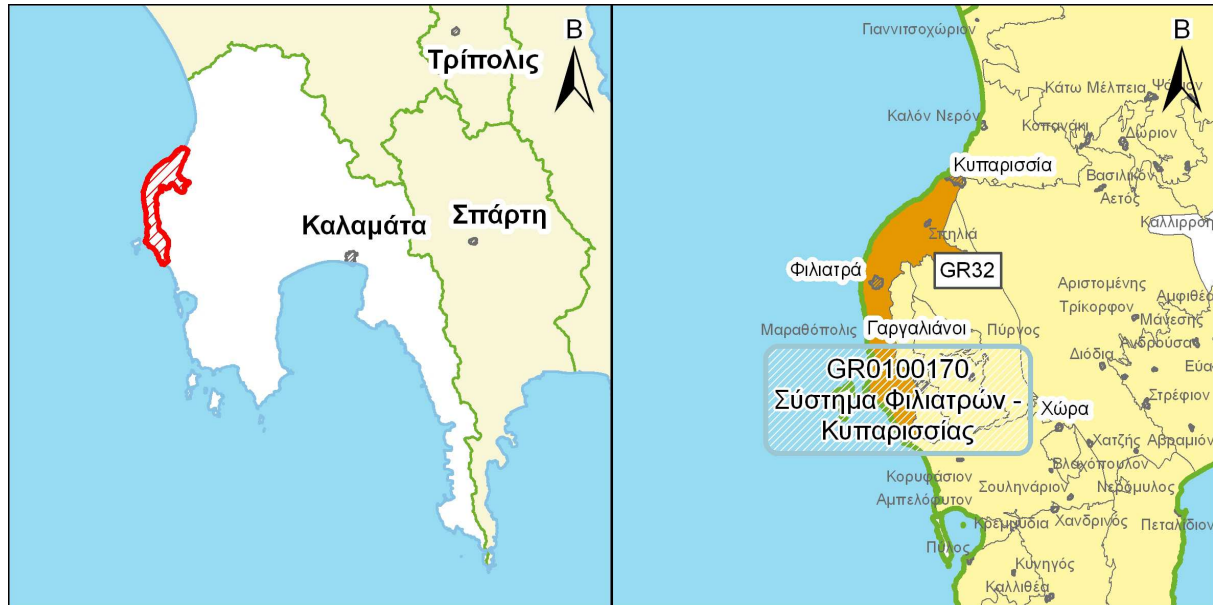 Β
Τρίπολις
Καλαμάτα
Σπάρτη
Β
Γιαννιτσοχώριον
Κάτω Μέλπεια
Καλόν Νερόν
Κοπανάκι
Δώριον
Κυπαρισσία
Βασιλικόν
Αετός
Καλλιρρόη
Σπηλιά
Φιλιατρά
GR32
Αριστομένης
Τρίκορφον
Αμφιθέα
Μαραθόπολις
Γαργαλιάνοι
Πύργος
Μάνεσης
Ανδρούσα
Διόδια
GR0100170
Σύστημα Φιλιατρών -
Κυπαρισσίας
Στρέφιον
Χώρα
Χατζής
Αβραμιού
Βλαχόπουλον
Κορυφάσιον
Σουληνάριον
Νερόμυλος
Αμπελόφυτον
Κρεμμύδια
Χανδρινός
Πεταλίδιον
Πύλος
Κυνηγός
Καλλιθέα